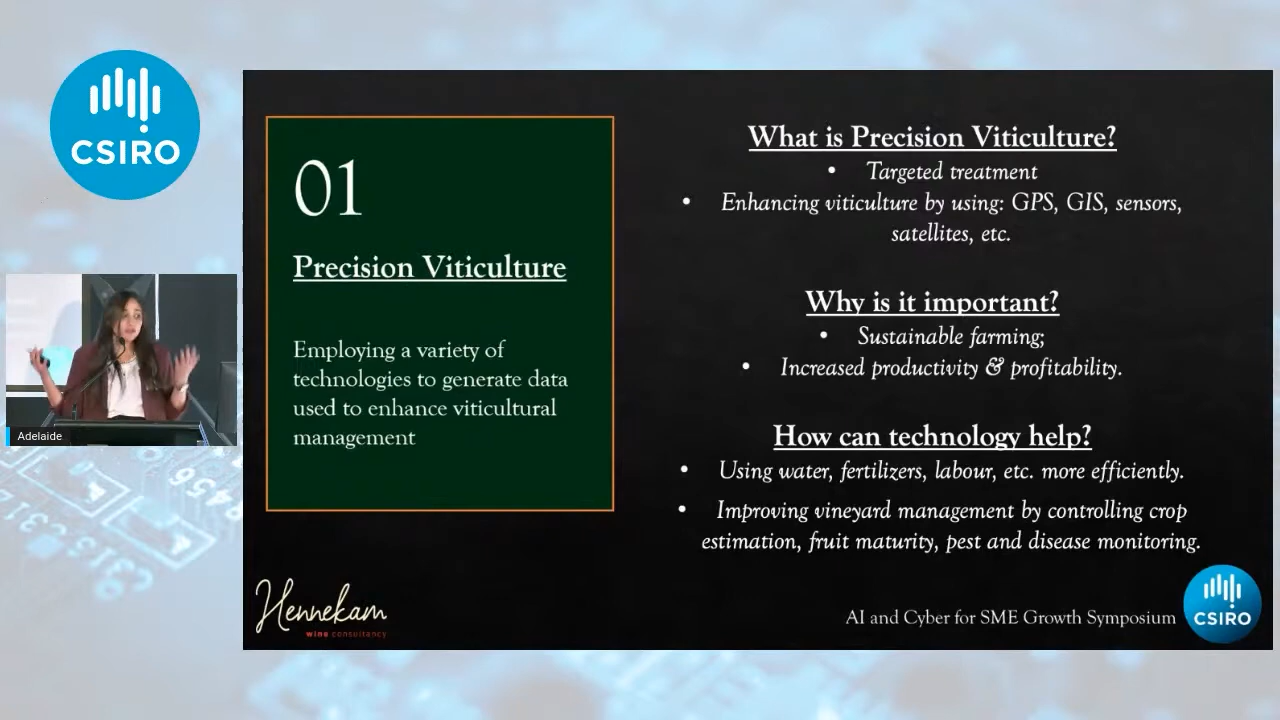 CSIRO
Adelaide
01
Precision Viticulture
Employing a variety of
technologies to generate data
used to enhance viticultural
management
What is Precision Viticulture?
• Targeted treatment
• Enhancing viticulture by using: GPS, GIS, sensors,
satellites, etc.
Why is it important?
• Sustainable farming;
• Increased productivity & profitability.
How can technology help?
• Using water, fertilizers, labour, etc. more efficiently.
• Improving vineyard management by controlling crop
estimation, fruit maturity, pest and disease monitoring.
Hennekam
wine consultancy
AI and Cyber for SME Growth Symposium
CSIRO